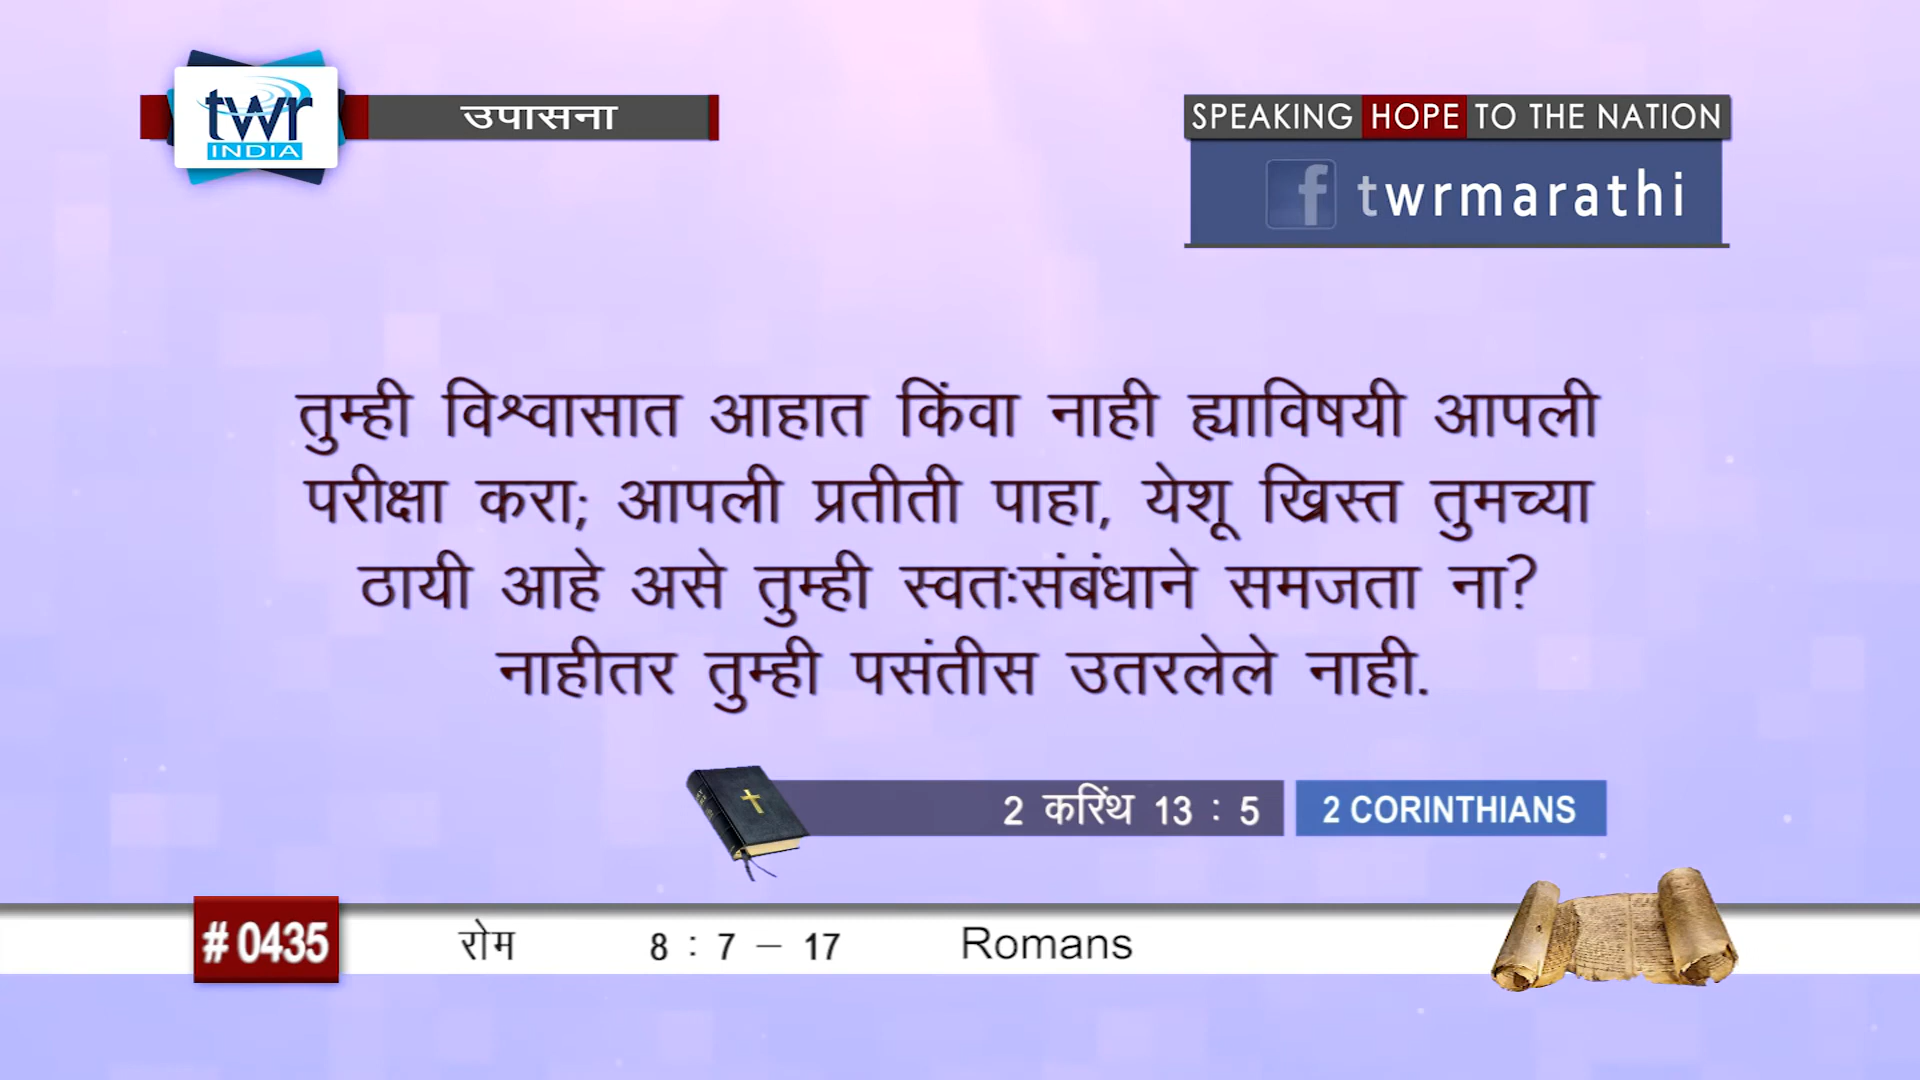 twr
INDIA
उपासना
SPEAKING HOPE TO THE NATION
f twrmarathi
तुम्ही विश्वासात आहात किंवा नाही ह्याविषयी आपली
परीक्षा करा; आपली प्रतीती पाहा, येशू ख्रिस्त तुमच्या
ठायी आहे असे तुम्ही स्वतःसंबंधाने समजता ना?
नाहीतर तुम्ही पसंतीस उतरलेले नाही.
2 करिंथ 13 : 5
2 CORINTHIANS
# 0435
रोम 8 : 7 – 17 Romans